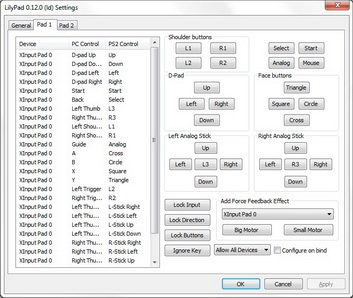 LilyPad 0.12.0 (ld) Settings
General Pad 1 Pad 2
Device PC Control PS2 Control
XInput Pad 0 D-pad Up Up
XInput Pad 0 D-pad Do... Down
XInput Pad 0 D-pad Left Left
XInput Pad 0 D-pad Right Right
XInput Pad 0 Start Start
XInput Pad 0 Back Select
XInput Pad 0 Left Thumb L3
XInput Pad 0 Right Thu... R3
XInput Pad 0 Left Shou... L1
XInput Pad 0 Right Sho... R1
XInput Pad 0 Guide Analog
XInput Pad 0 A Cross
XInput Pad 0 B Circle
XInput Pad 0 X Square
XInput Pad 0 Y Triangle
XInput Pad 0 Left Trigger L2
XInput Pad 0 Right Trig... R2
XInput Pad 0 Left Thu... L-Stick Right
XInput Pad 0 Left Thu... L-Stick Left
XInput Pad 0 Left Thu... L-Stick Up
XInput Pad 0 Left Thu... L-Stick Down
XInput Pad 0 Right Thu... R-Stick Right
XInput Pad 0 Right Thu... R-Stick Left
XInput Pad 0 Right Thu... R-Stick Up
Shoulder buttons
L1 R1
L2 R2
Select Start
Analog Mouse
D-Pad
Up
Left Right
Down
Face buttons
Triangle
Square Circle
Cross
Left Analog Stick
Up
Left L3 Right
Down
Right Analog Stick
Up
Left R3 Right
Down
Lock Input
Lock Direction
Lock Buttons
Ignore Key
Add Force Feedback Effect
XInput Pad 0
Big Motor Small Motor
Allow All Devices Configure on bind
OK Cancel Apply